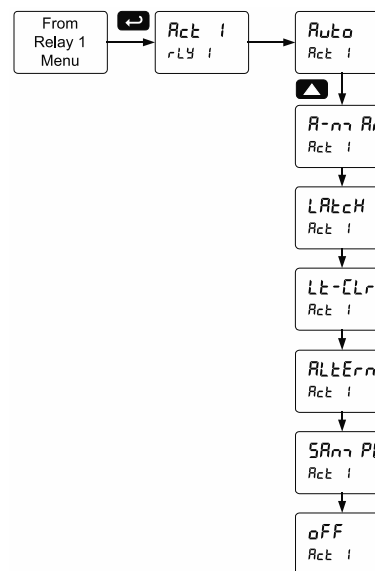 From
Relay 1
Menu
Act 1
rLY 1
Auto
Act 1
Act 1
LAtcH
Act 1
Lt-CLr
Act 1
ALtErn
Act 1
Act 1
oFF
Act 1